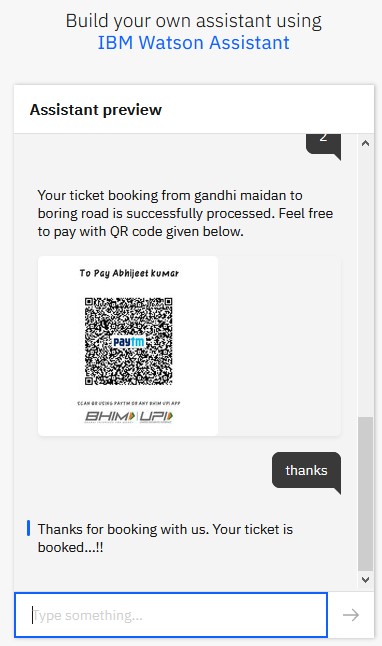 Build your own assistant using
IBM Watson Assistant
Assistant preview
2
Your ticket booking from gandhi maidan to
boring road is successfully processed. Feel free
to pay with QR code given below.
To Pay Abhijeet kumar
paytm
SCAN QR USING PAYTM OR ANY BHIM UPI APP
BHIM UPI
thanks
Thanks for booking with us. Your ticket is
booked...!!
Type something...